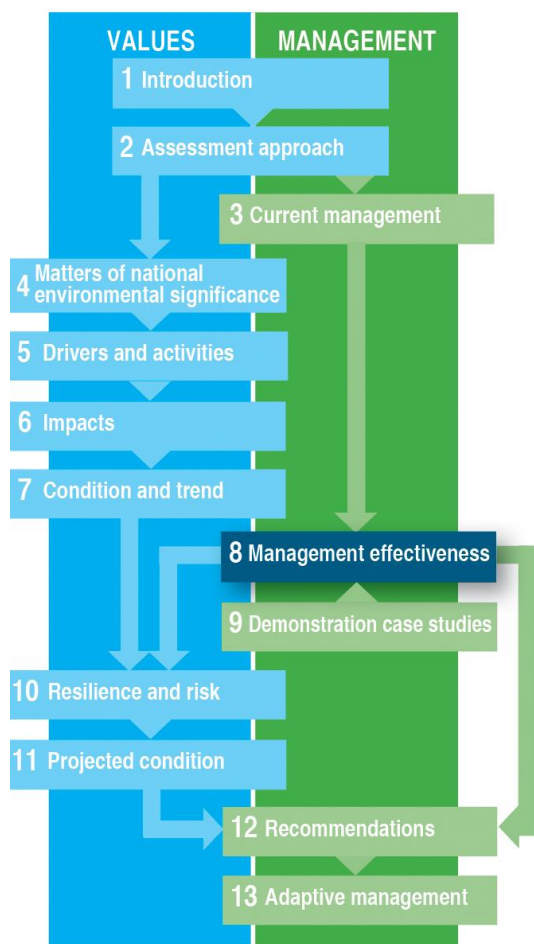 VALUES MANAGEMENT
1 Introduction
2 Assessment approach
3 Current management
4 Matters of national
environmental significance
5 Drivers and activities
6 Impacts
7 Condition and trend
8 Management effectiveness
9 Demonstration case studies
10 Resilience and risk
11 Projected condition
12 Recommendations
13 Adaptive management